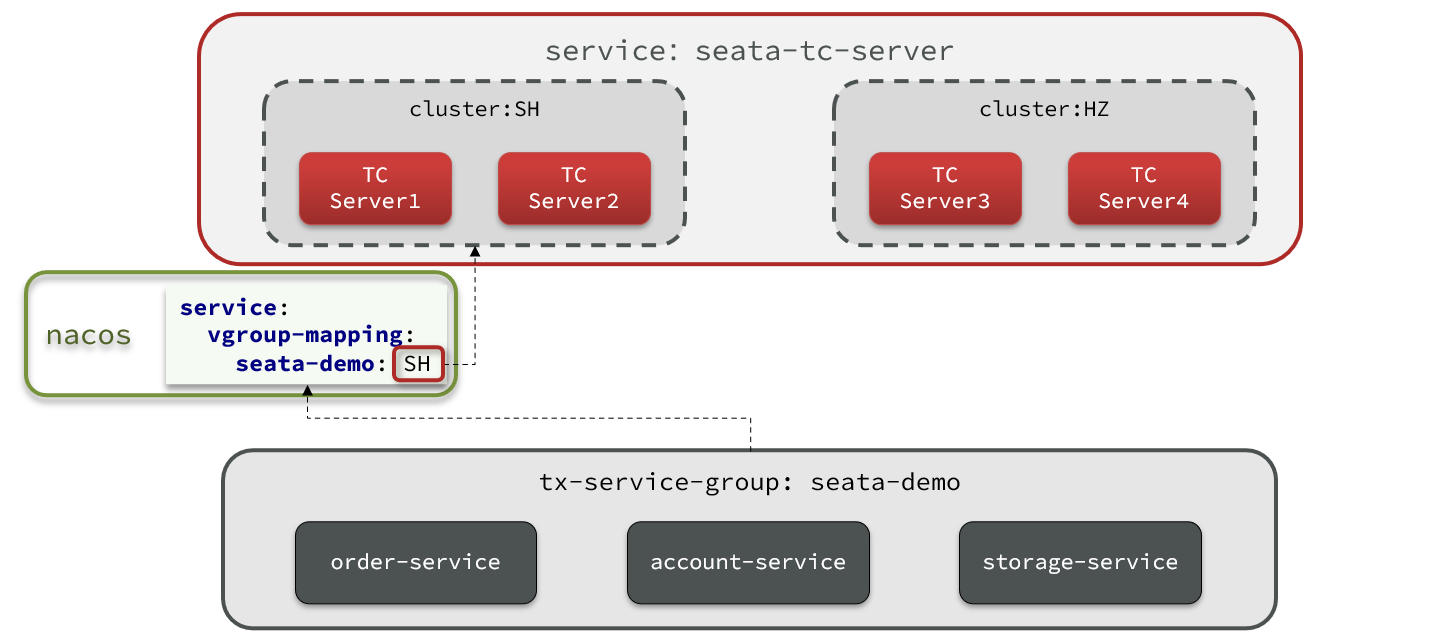 service: seata-tc-server
cluster:SH
cluster:HZ
TC
Server1
TC
Server2
TC
Server3
TC
Server4
nacos
service:
vgroup-mapping:
seata-demo: SH
tx-service-group: seata-demo
order-service
account-service
storage-service